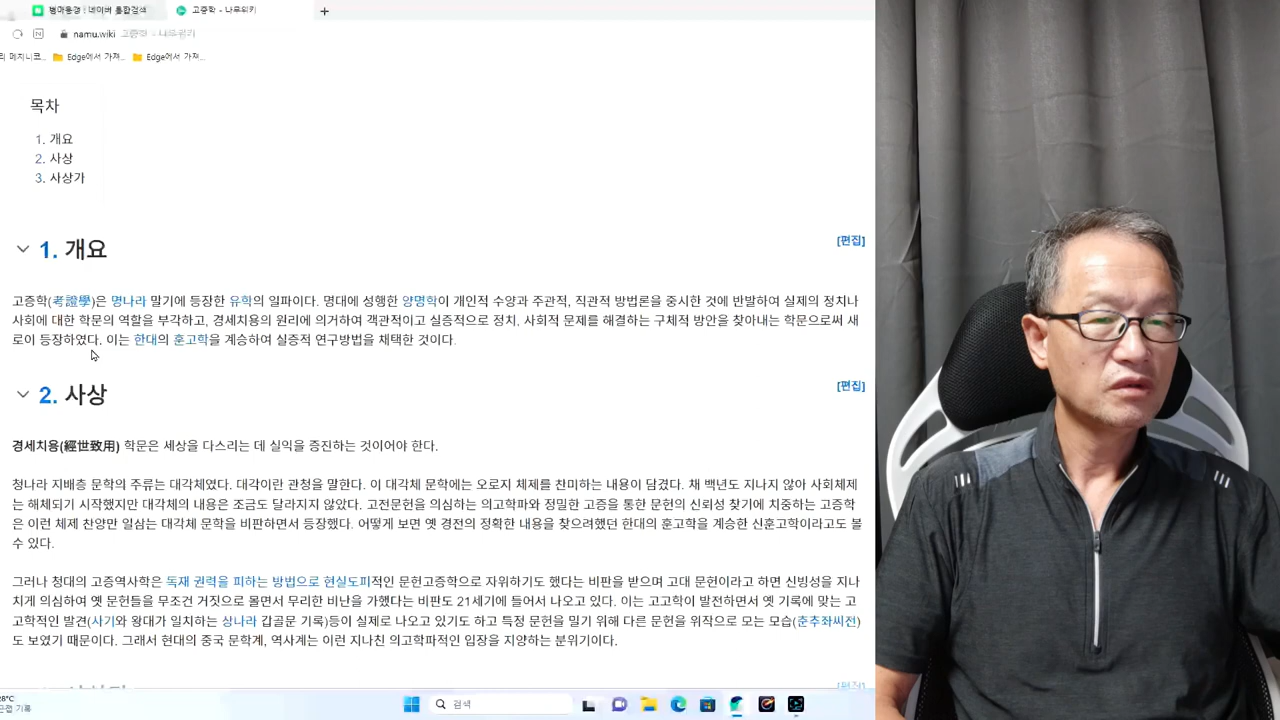 범마등경 : 네이버 통합검색
고증학 - 나무위키
namu.wiki 고증학 - 나무위키
리 페치니코...
Edge에서 가져...
Edge에서 가져...
목차
1. 개요
2. 사상
3. 사상가
1. 개요
[편집]
고증학(考證學)은 명나라 말기에 등장한 유학의 일파이다. 명대에 성행한 양명학이 개인적 수양과 주관적, 직관적 방법론을 중시한 것에 반발하여 실제의 정치나
사회에 대한 학문의 역할을 부각하고, 경세치용의 원리에 의거하여 객관적이고 실증적으로 정치. 사회적 문제를 해결하는 구체적 방안을 찾아내는 학문으로써 새
로이 등장하였다. 이는 한대의 훈고학을 계승하여 실증적 연구방법을 채택한 것이다.
2. 사상
[편집]
경세치용(經世致用) 학문은 세상을 다스리는 데 실익을 증진하는 것이어야 한다.
청나라 지배층 문학의 주류는 대각체였다. 대각이란 관청을 말한다. 이 대각체 문학에는 오로지 체제를 찬미하는 내용이 담겼다. 채 백년도 지나지 않아 사회체제
는 해체되기 시작했지만 대각체의 내용은 조금도 달라지지 않았다. 고전문헌을 의심하는 의고학파와 정밀한 고증을 통한 문헌의 신뢰성 찾기에 치중하는 고증학
은 이런 체제 찬양만 일삼는 대각체 문학을 비판하면서 등장했다. 어떻게 보면 옛 경전의 정확한 내용을 찾으려했던 한대의 훈고학을 계승한 신훈고학이라고도 볼
수 있다.
그러나 청대의 고증역사학은 독재 권력을 피하는 방법으로 현실도피적인 문헌고증학으로 자위하기도 했다는 비판을 받으며 고대 문헌이라고 하면 신빙성을 지나
치게 의심하여 옛 문헌들을 무조건 거짓으로 몰면서 무리한 비난을 가했다는 비판도 21세기에 들어서 나오고 있다. 이는 고고학이 발전하면서 옛 기록에 맞는 고
고학적인 발견(사기와 왕대가 일치하는 상나라 갑골문 기록)등이 실제로 나오고 있기도 하고 특정 문헌을 밀기 위해 다른 문헌을 위작으로 모는 모습(춘추좌씨전)
도 보였기 때문이다. 그래서 현대의 중국 문학계, 역사계는 이런 지나친 의고학파적인 입장을 지양하는 분위기이다.
[편집]
28°C
검색